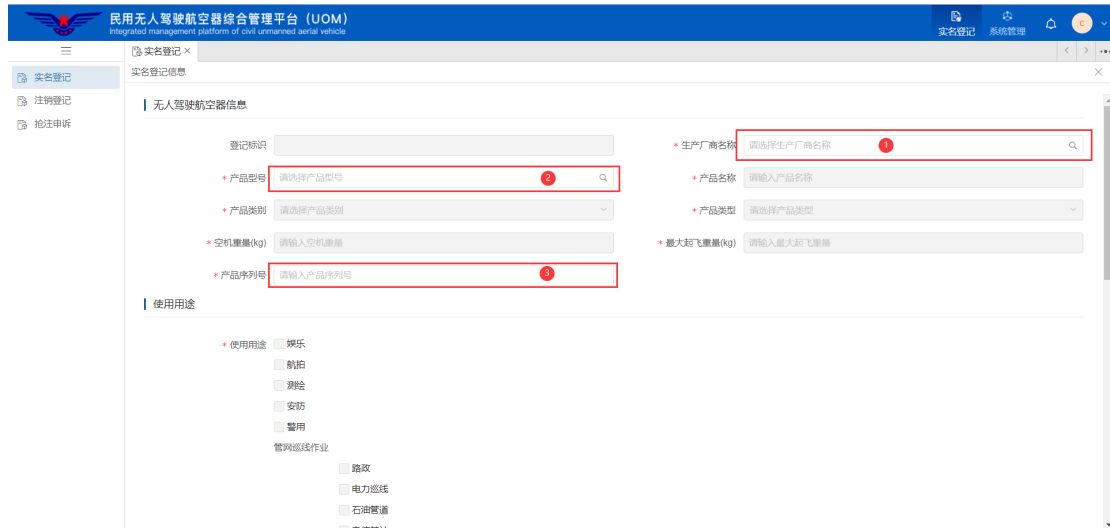 民用无人驾驶航空器综合管理平台（UOM）
Integrated management platform of civil unmanned aerial vehicle
实名登记
系统管理
C
实名登记
注销登记
抢注申诉
实名登记 ×
实名登记信息
无人驾驶航空器信息
登记标识
* 生产厂商名称 请选择生产厂商名称 1
* 产品型号 请选择产品型号 2
* 产品名称 请输入产品名称
* 产品类别 请选择产品类别
* 产品类型 请选择产品类型
* 空机重量(kg) 请输入空机重量
* 最大起飞重量(kg) 请输入最大起飞重量
* 产品序列号 请输入产品序列号 3
使用用途
* 使用用途 娱乐
航拍
测绘
安防
警用
管网巡线作业
路政
电力巡线
石油管道